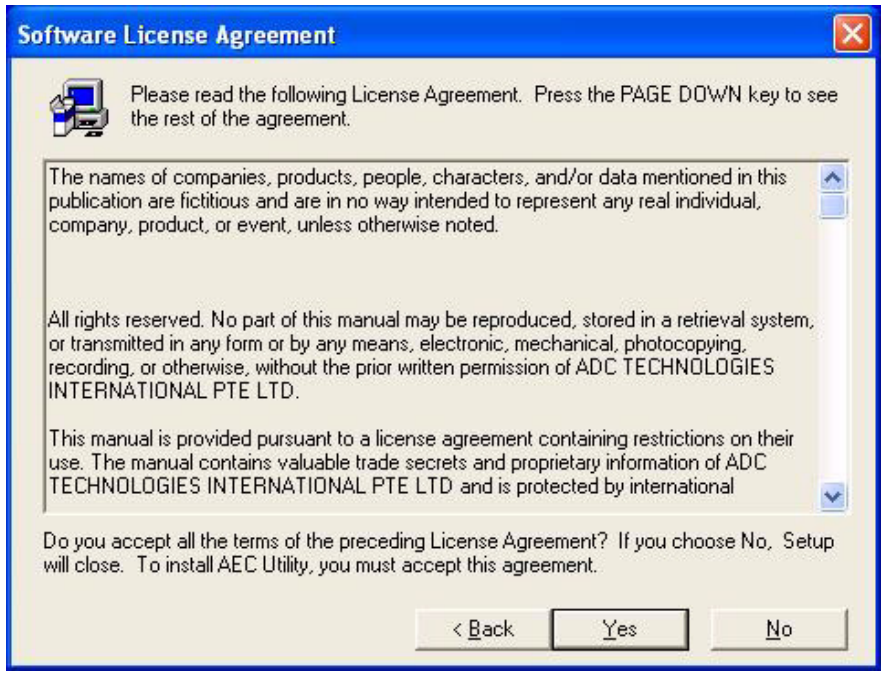 Software License Agreement
Please read the following License Agreement. Press the PAGE DOWN key to see
the rest of the agreement.
The names of companies, products, people, characters, and/or data mentioned in this
publication are fictitious and are in no way intended to represent any real individual,
company, product, or event, unless otherwise noted.
All rights reserved. No part of this manual may be reproduced, stored in a retrieval system,
or transmitted in any form or by any means, electronic, mechanical, photocopying,
recording, or otherwise, without the prior written permission of ADC TECHNOLOGIES
INTERNATIONAL PTE LTD.
This manual is provided pursuant to a license agreement containing restrictions on their
use. The manual contains valuable trade secrets and proprietary information of ADC
TECHNOLOGIES INTERNATIONAL PTE LTD and is protected by international
Do you accept all the terms of the preceding License Agreement? If you choose No, Setup
will close. To install AEC Utility, you must accept this agreement.
< Back
Yes
No